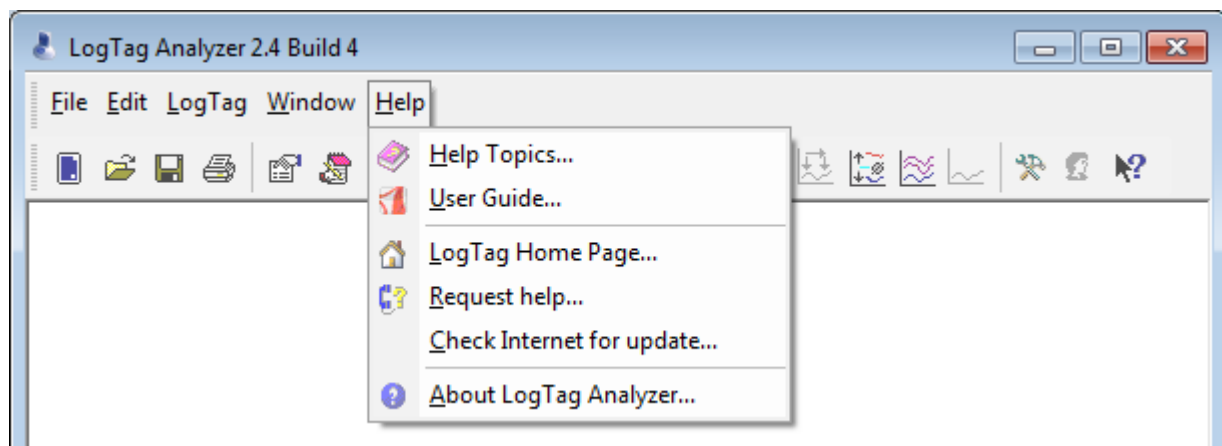 LogTag Analyzer 2.4 Build 4
File Edit LogTag Window Help
Help Topics...
User Guide...
LogTag Home Page...
Request help...
Check Internet for update...
About LogTag Analyzer...